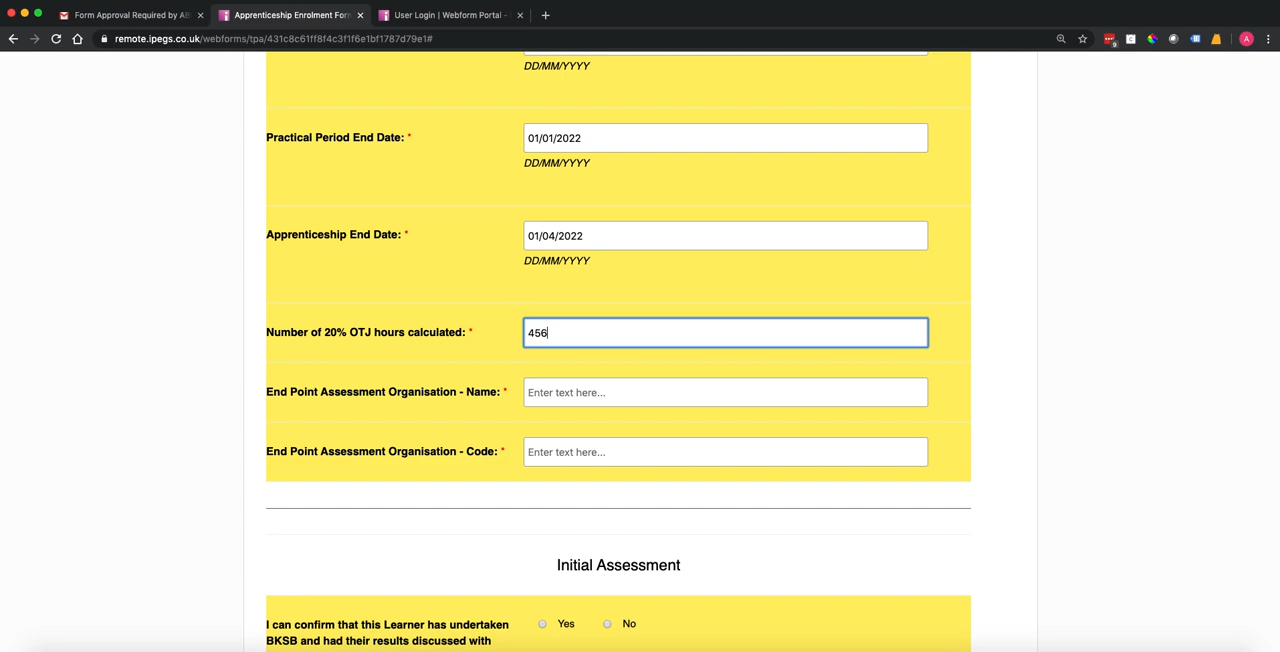 Form Approval Required by AB
Apprenticeship Enrolment Form
User Login | Webform Portal -
remote.ipegs.co.uk/webforms/tpa/431c8c61ff8f4c3f1f6e1bf1787d79e1#
9
C
A
DD/MM/YYYY
Practical Period End Date: *
01/01/2022
DD/MM/YYYY
Apprenticeship End Date: *
01/04/2022
DD/MM/YYYY
Number of 20% OTJ hours calculated: *
456
End Point Assessment Organisation - Name: *
Enter text here...
End Point Assessment Organisation - Code: *
Enter text here...
Initial Assessment
I can confirm that this Learner has undertaken
Yes
No
BKSB and had their results discussed with